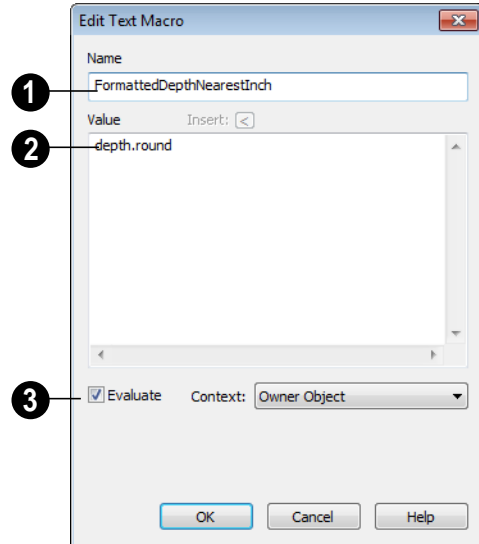 Edit Text Macro
Name
1 FormattedDepthNearestInch
Value Insert: <
2 depth.round
3 Evaluate Context: Owner Object
OK Cancel Help